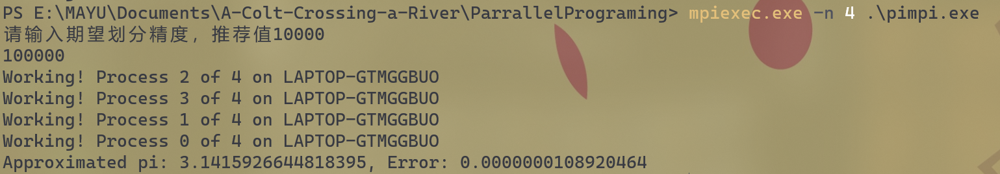 PS E:\MAYU\Documents\A-Colt-Crossing-a-River\ParrallelPrograming> mpiexec.exe -n 4 .\pimpi.exe
请输入期望划分精度，推荐值10000
100000
Working! Process 2 of 4 on LAPTOP-GTMGGBUO
Working! Process 3 of 4 on LAPTOP-GTMGGBUO
Working! Process 1 of 4 on LAPTOP-GTMGGBUO
Working! Process 0 of 4 on LAPTOP-GTMGGBUO
Approximated pi: 3.1415926644818395, Error: 0.0000000108920464